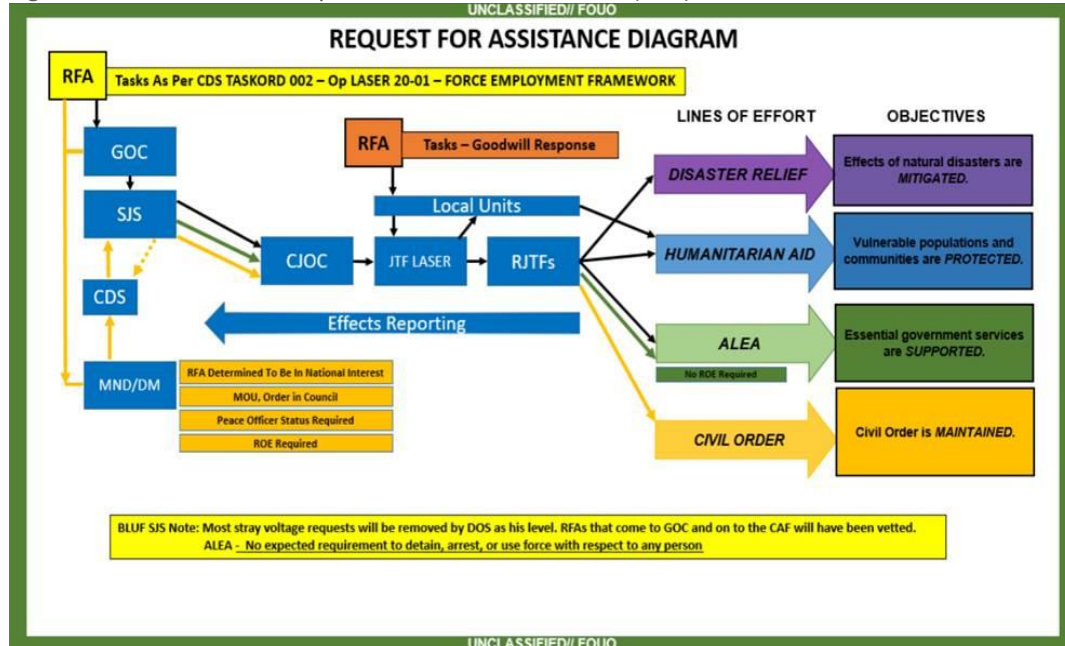 UNCLASSIFIED// FOUO
REQUEST FOR ASSISTANCE DIAGRAM
RFA
Tasks As Per CDS TASKORD 002 – Op LASER 20-01 – FORCE EMPLOYMENT FRAMEWORK
LINES OF EFFORT
OBJECTIVES
GOC
SJS
CDS
MND/DM
RFA Determined To Be In National Interest
MOU, Order in Council
Peace Officer Status Required
ROE Required
RFA
Tasks – Goodwill Response
Local Units
CJOC
JTF LASER
RJTFs
Effects Reporting
DISASTER RELIEF
Effects of natural disasters are
MITIGATED.
HUMANITARIAN AID
Vulnerable populations and
communities are PROTECTED.
ALEA
No ROE Required
Essential government services
are SUPPORTED.
CIVIL ORDER
Civil Order is MAINTAINED.
BLUF SJS Note: Most stray voltage requests will be removed by DOS as his level. RFAs that come to GOC and on to the CAF will have been vetted.
ALEA - No expected requirement to detain, arrest, or use force with respect to any person
UNCLASSIFIED// FOUO